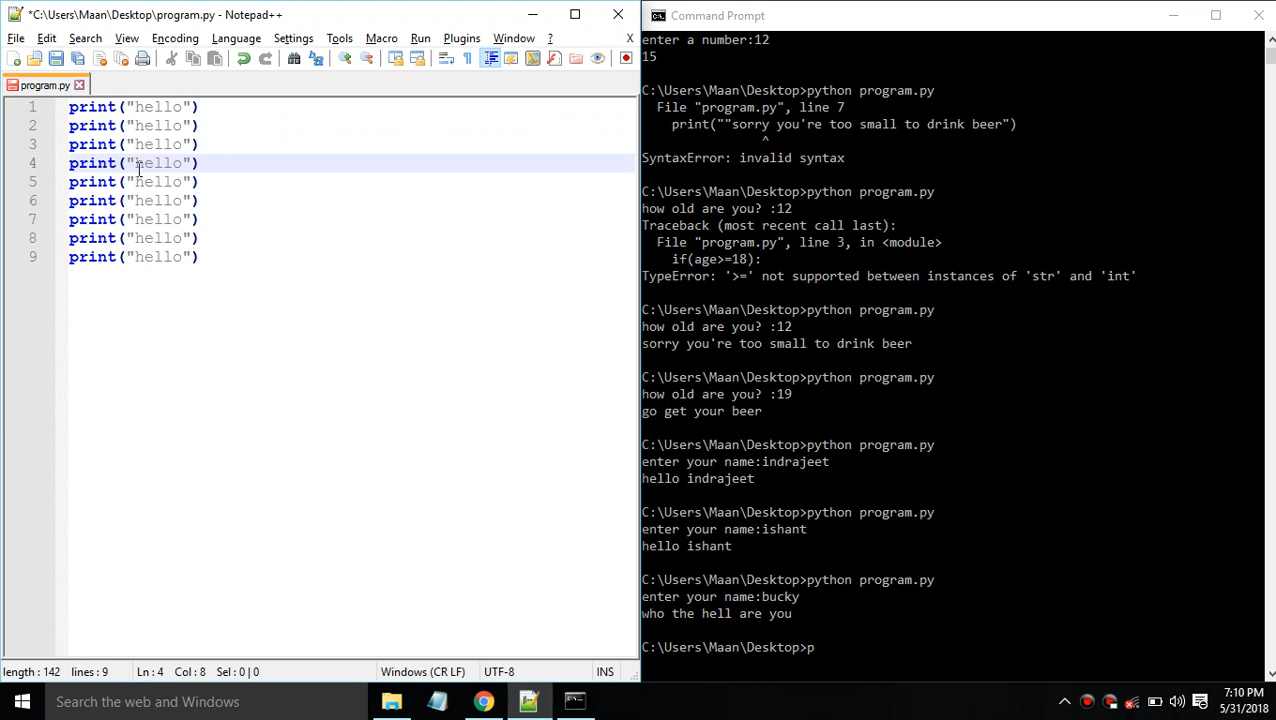 *C:\Users\Maan\Desktop\program.py - Notepad++
File Edit Search View Encoding Language Settings Tools Macro Run Plugins Window ? X
program.py
1 print("hello")
2 print("hello")
3 print("hello")
4 print("hello")
5 print("hello")
6 print("hello")
7 print("hello")
8 print("hello")
9 print("hello")
length : 142 lines : 9 Ln : 4 Col : 8 Sel : 0 | 0 Windows (CR LF) UTF-8 INS
Command Prompt
enter a number:12
15
C:\Users\Maan\Desktop>python program.py
File "program.py", line 7
print(""sorry you're too small to drink beer")
^
SyntaxError: invalid syntax
C:\Users\Maan\Desktop>python program.py
how old are you? :12
Traceback (most recent call last):
File "program.py", line 3, in <module>
if(age>=18):
TypeError: '>=' not supported between instances of 'str' and 'int'
C:\Users\Maan\Desktop>python program.py
how old are you? :12
sorry you're too small to drink beer
C:\Users\Maan\Desktop>python program.py
how old are you? :19
go get your beer
C:\Users\Maan\Desktop>python program.py
enter your name:indrajeet
hello indrajeet
C:\Users\Maan\Desktop>python program.py
enter your name:ishant
hello ishant
C:\Users\Maan\Desktop>python program.py
enter your name:bucky
who the hell are you
C:\Users\Maan\Desktop>p
Search the web and Windows
7:10 PM
5/31/2018